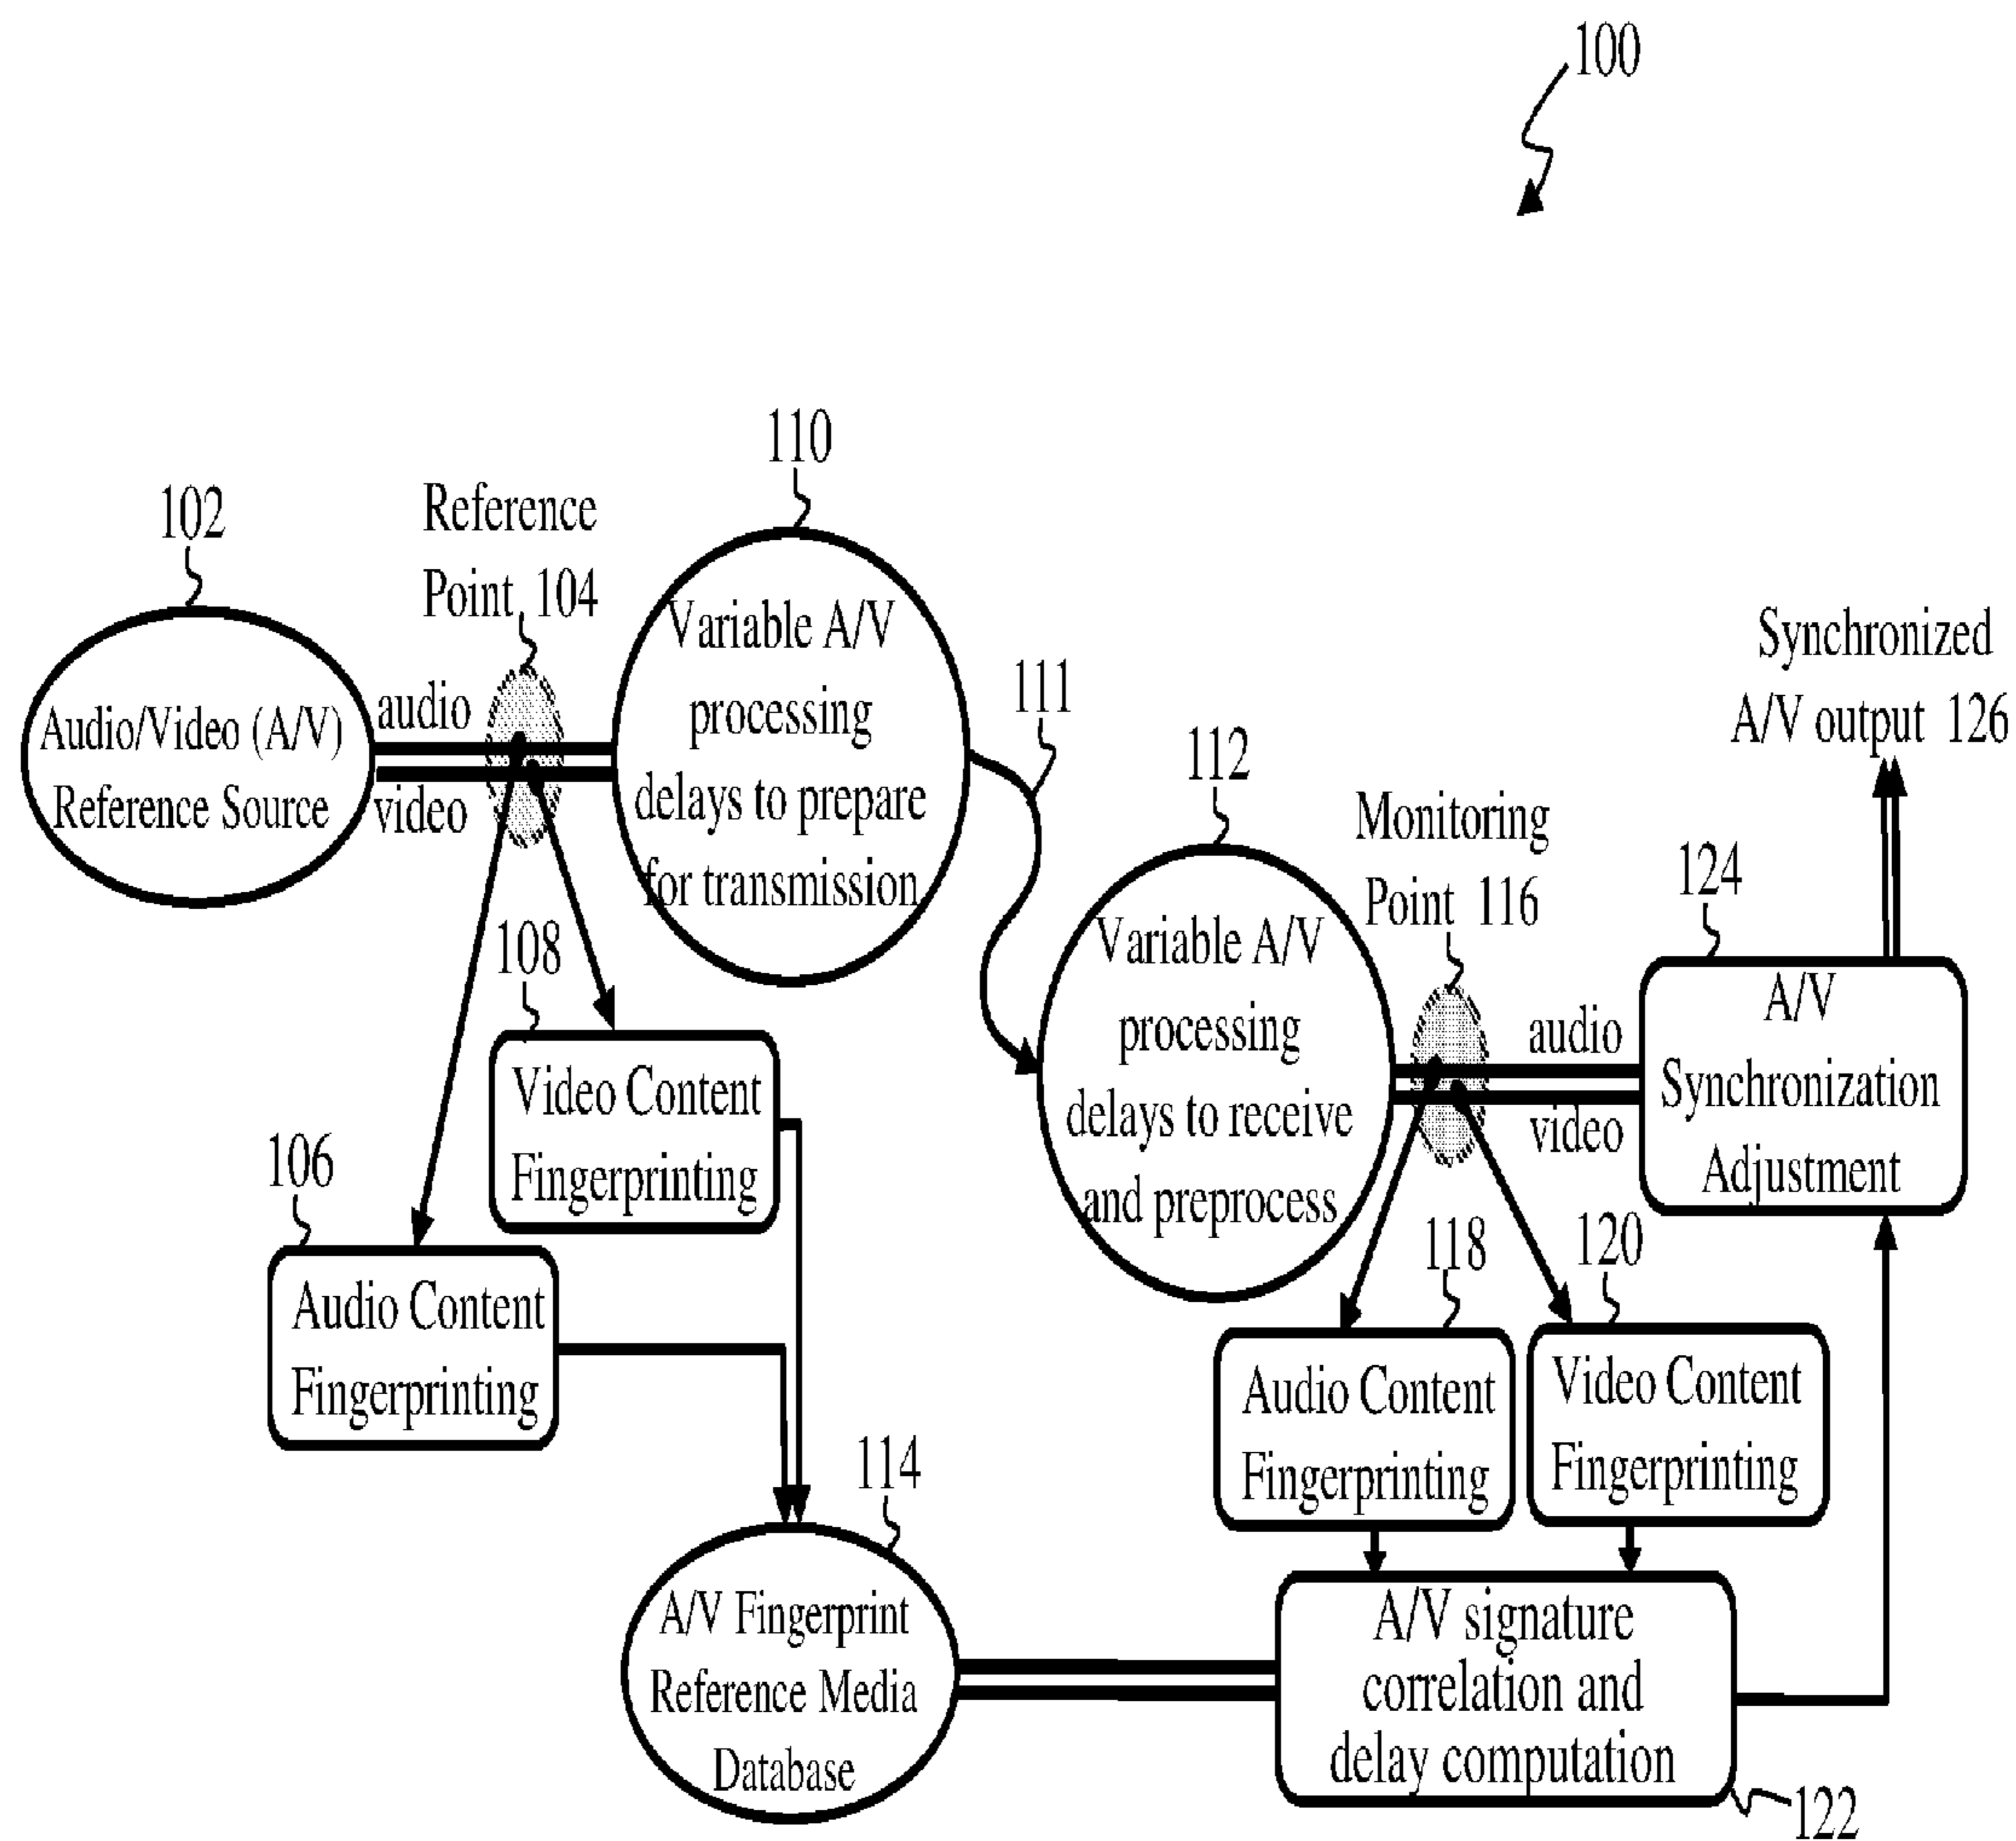 100
110
102
Reference
Point 104
Variable A/V
processing
delays to prepare
for transmission
Audio/Video (A/V)
Reference Source
audio
video
111
112
Variable A/V
processing
delays to receive
and preprocess
Monitoring
Point 116
Synchronized
A/V output 126
124
A/V
Synchronization
Adjustment
audio
video
108
Video Content
Fingerprinting
106
Audio Content
Fingerprinting
118
Audio Content
Fingerprinting
120
Video Content
Fingerprinting
114
A/V Fingerprint
Reference Media
Database
A/V signature
correlation and
delay computation
122